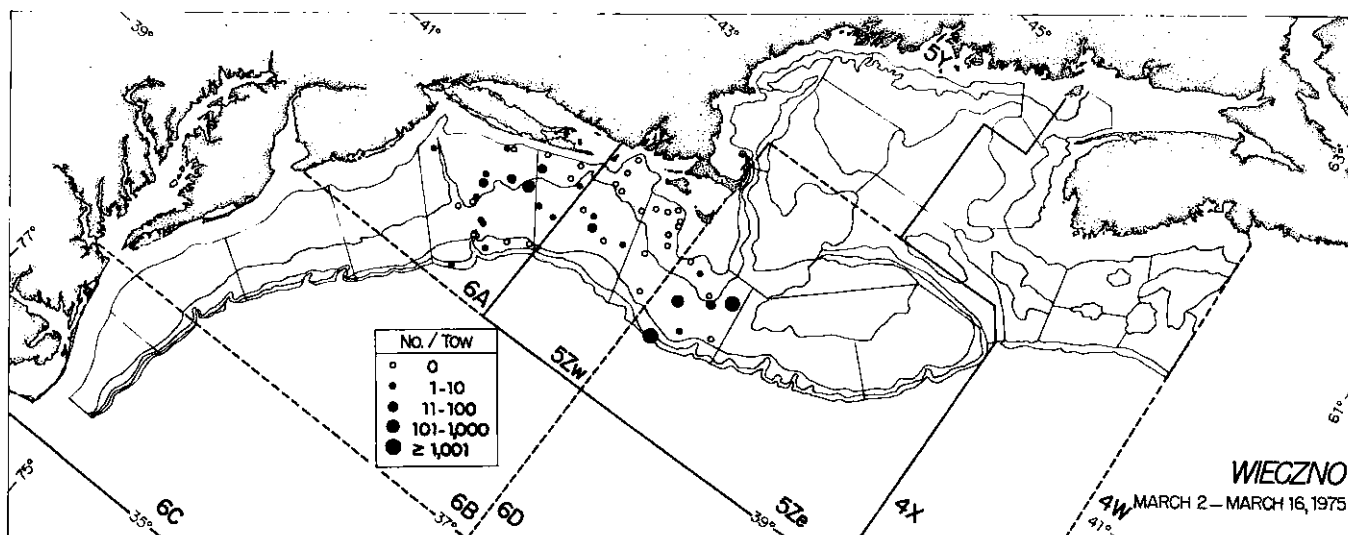 39°
41°
43°
45°
5Y
63°
77°
6A
No. / Tow
0
1-10
11-100
101-1,000
≥ 1,001
5Zw
61°
75°
WIECZNO
MARCH 2 – MARCH 16, 1975
6C
35°
6B
37°
6D
5Ze
39°
4X
4W
41°